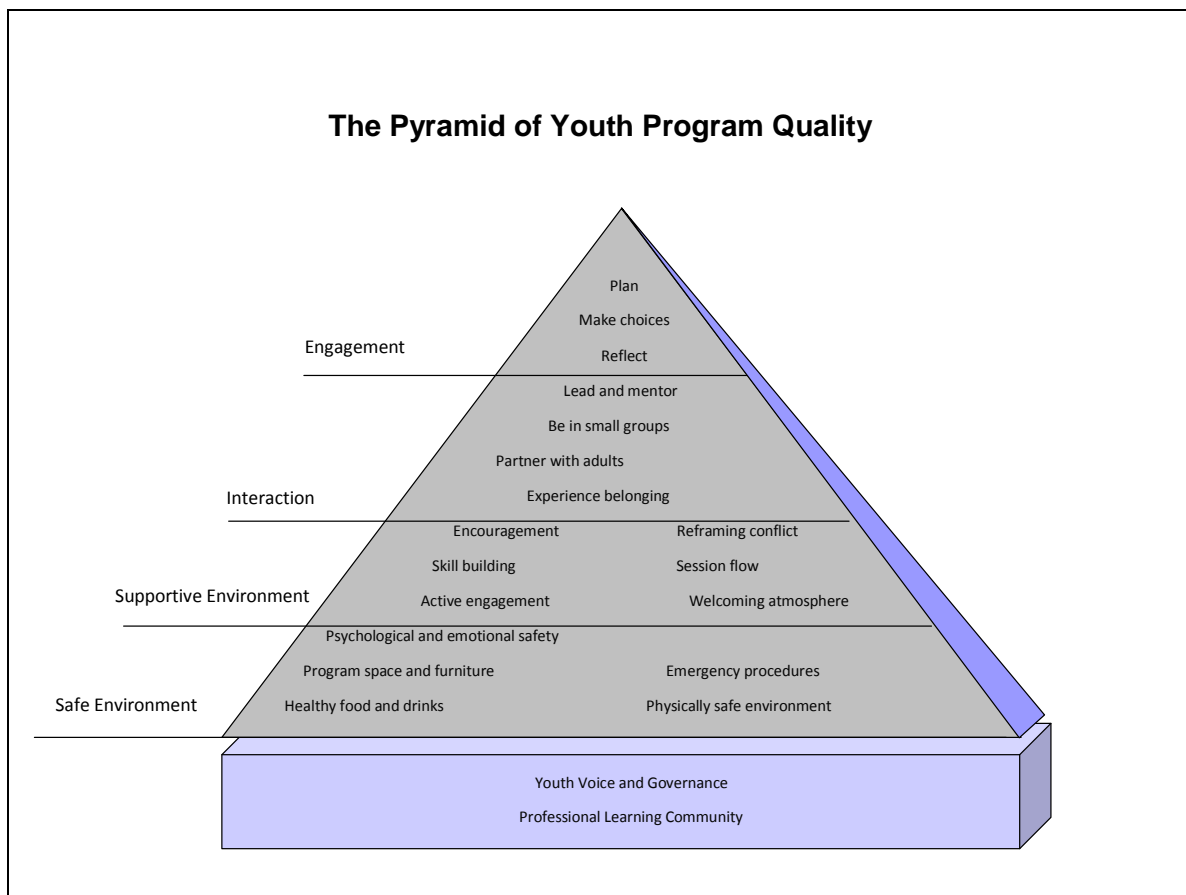 The Pyramid of Youth Program Quality
Plan
Make choices
Engagement
Reflect
Lead and mentor
Be in small groups
Partner with adults
Interaction
Experience belonging
Encouragement Reframing conflict
Skill building Session flow
Supportive Environment
Active engagement Welcoming atmosphere
Psychological and emotional safety
Program space and furniture Emergency procedures
Safe Environment
Healthy food and drinks Physically safe environment
Youth Voice and Governance
Professional Learning Community